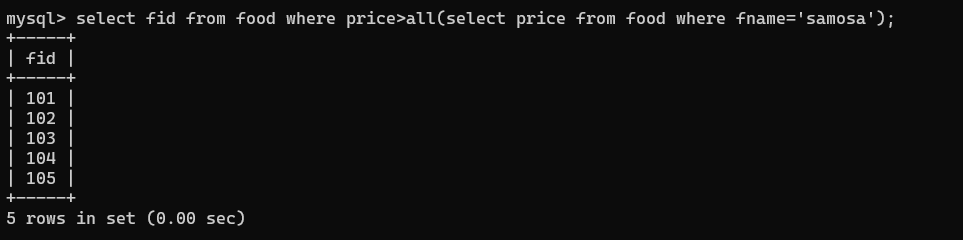 mysql> select fid from food where price>all(select price from food where fname='samosa');
+-----+
| fid |
+-----+
| 101 |
| 102 |
| 103 |
| 104 |
| 105 |
+-----+
5 rows in set (0.00 sec)